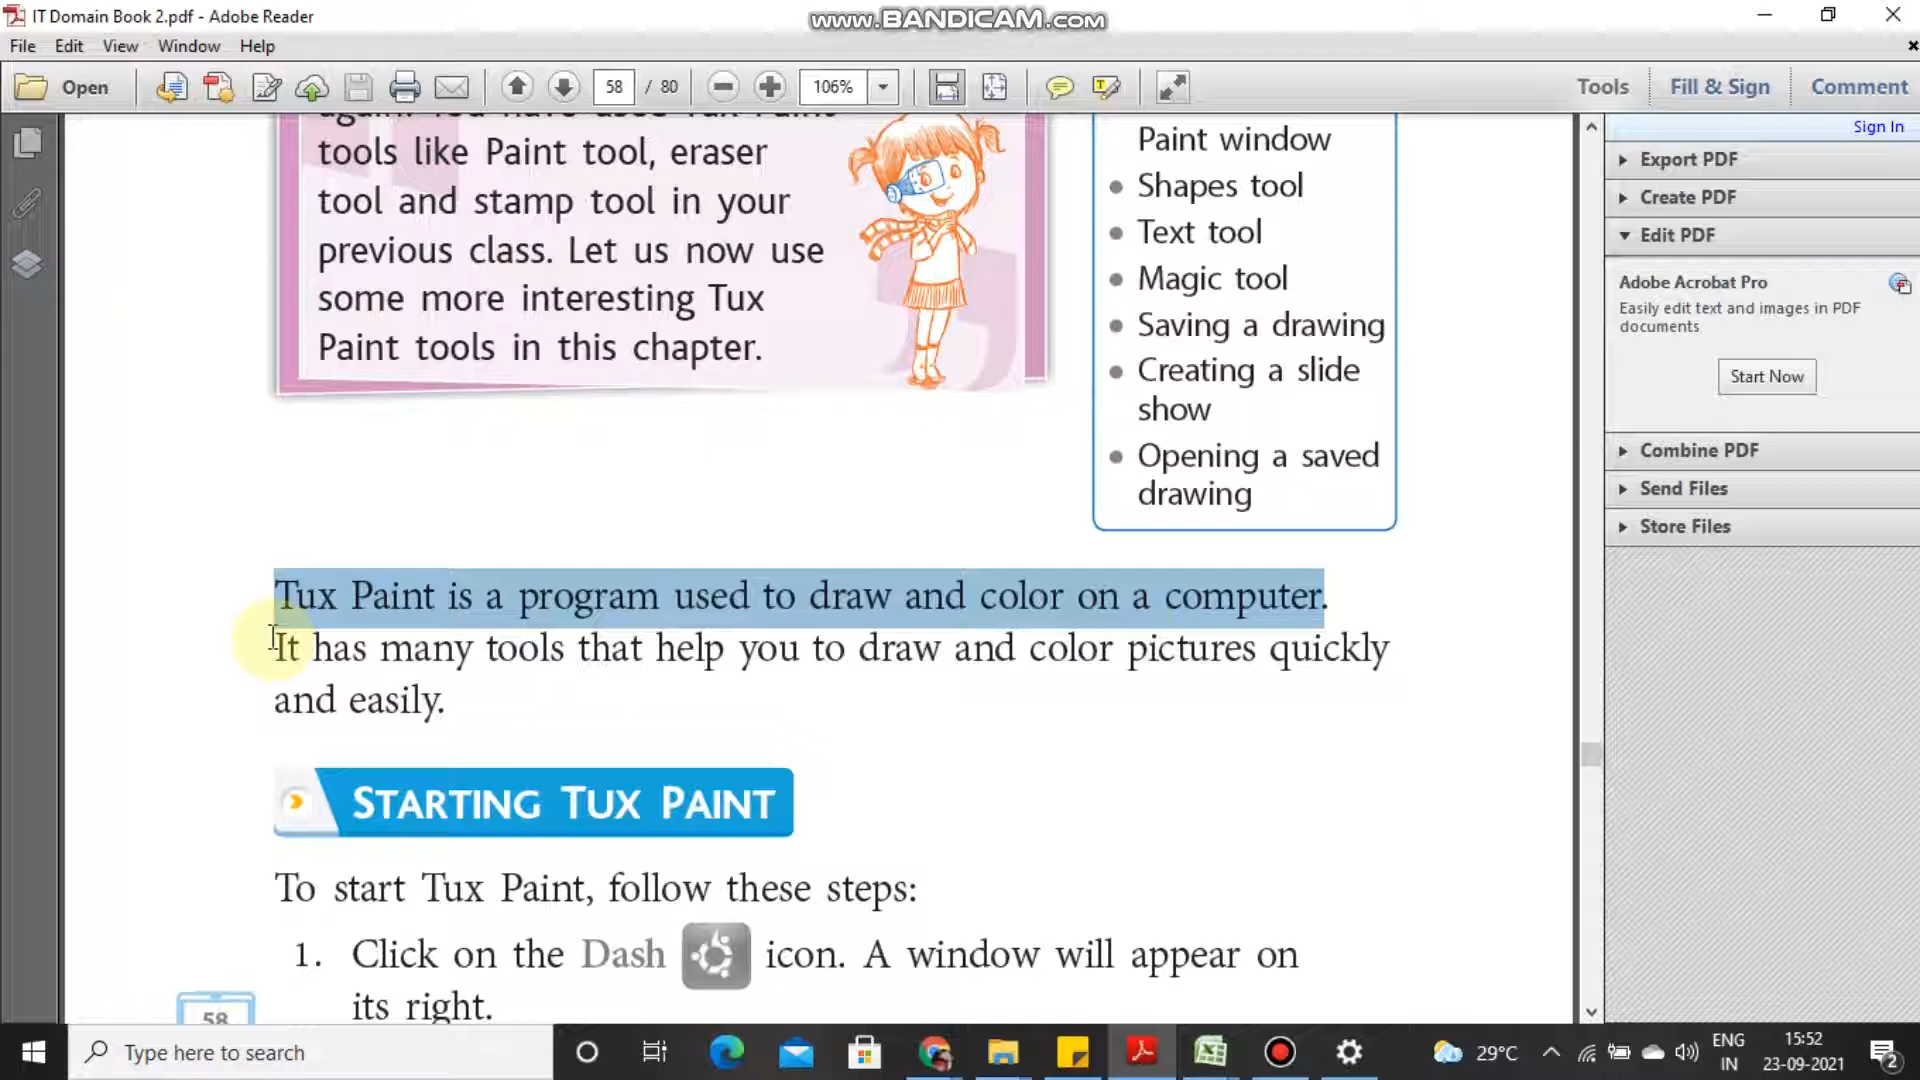 IT Domain Book 2.pdf - Adobe Reader
www.BANDICAM.com
File Edit View Window Help
Open
58 / 80
106%
Tools Fill & Sign Comment
tools like Paint tool, eraser
tool and stamp tool in your
previous class. Let us now use
some more interesting Tux
Paint tools in this chapter.
Paint window
• Shapes tool
• Text tool
• Magic tool
• Saving a drawing
• Creating a slide
show
• Opening a saved
drawing
Sign In
Export PDF
Create PDF
Edit PDF
Adobe Acrobat Pro
Easily edit text and images in PDF
documents
Start Now
Combine PDF
Send Files
Store Files
Tux Paint is a program used to draw and color on a computer.
It has many tools that help you to draw and color pictures quickly
and easily.
STARTING TUX PAINT
To start Tux Paint, follow these steps:
1. Click on the Dash icon. A window will appear on
its right.
58
Type here to search
29°C
ENG
IN
15:52
23-09-2021
2